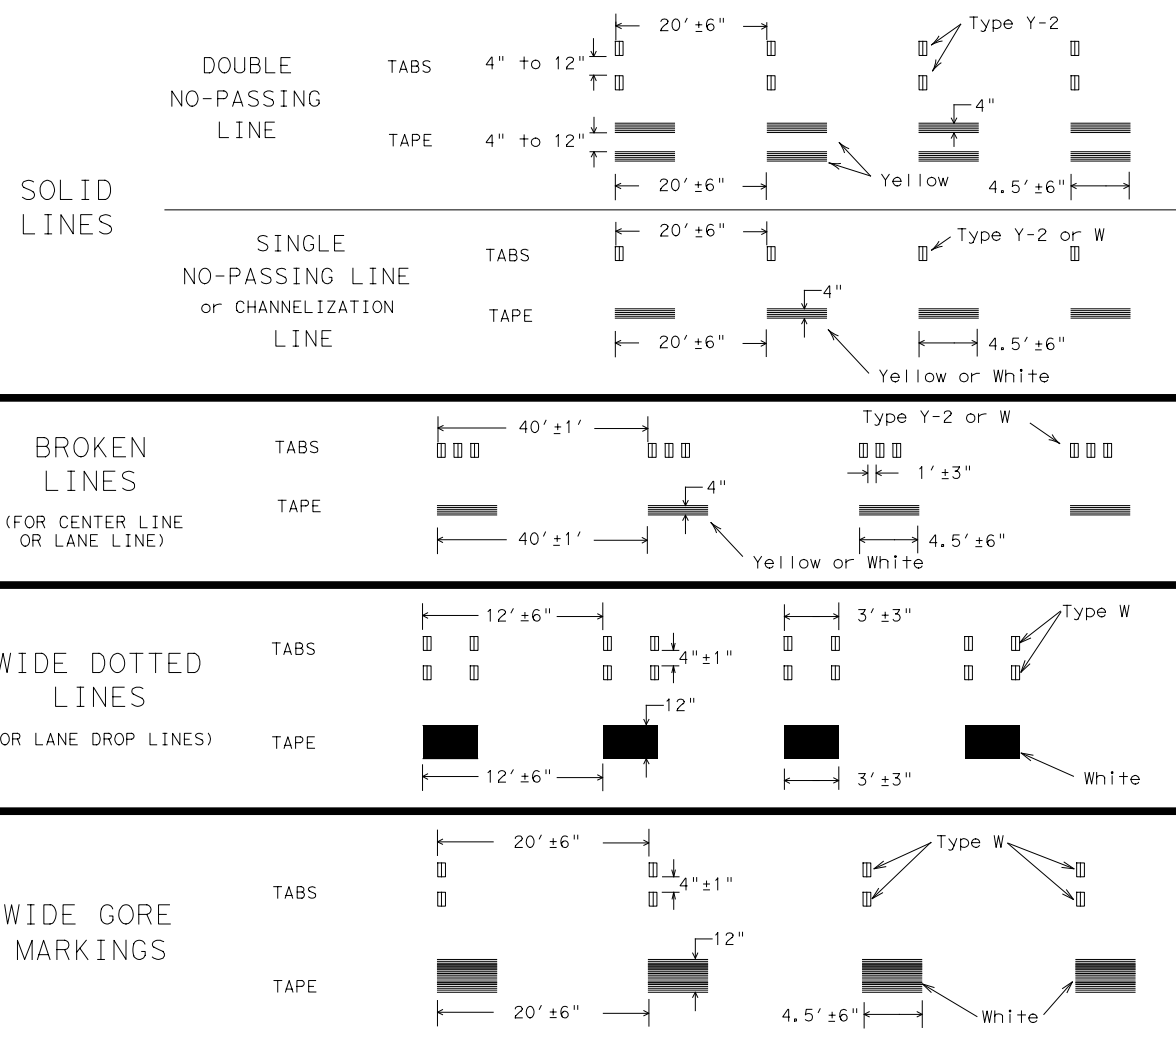 SOLID
LINES
DOUBLE
NO-PASSING
LINE
TABS
4" to 12"
20'±6"
Type Y-2
TAPE
4" to 12"
4"
20'±6"
Yellow
4.5'±6"
SINGLE
NO-PASSING LINE
or CHANNELIZATION
LINE
TABS
20'±6"
Type Y-2 or W
TAPE
4"
20'±6"
4.5'±6"
Yellow or White
BROKEN
LINES
(FOR CENTER LINE
OR LANE LINE)
TABS
40'±1'
Type Y-2 or W
1'±3"
TAPE
4"
40'±1'
4.5'±6"
Yellow or White
WIDE DOTTED
LINES
OR LANE DROP LINES)
TABS
12'±6"
3'±3"
Type W
4"±1"
TAPE
12"
12'±6"
3'±3"
White
WIDE GORE
MARKINGS
TABS
20'±6"
Type W
4"±1"
TAPE
12"
20'±6"
4.5'±6"
White